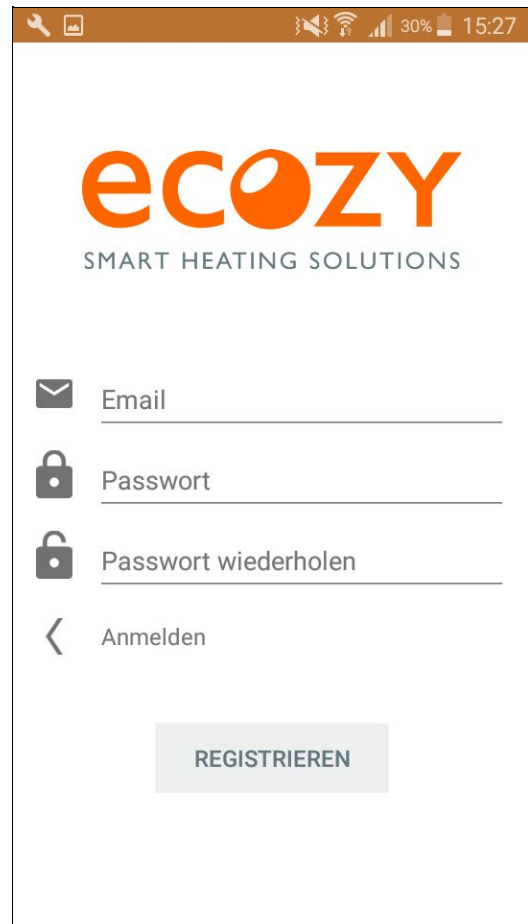 30% 15:27
ecozy
SMART HEATING SOLUTIONS
Email
Passwort
Passwort wiederholen
Anmelden
REGISTRIEREN